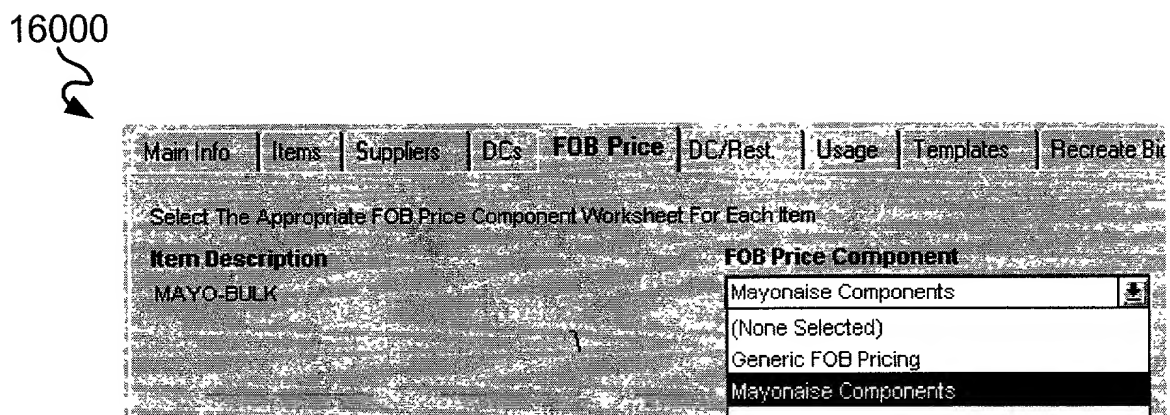 16000
Main Info Items Suppliers DCs FOB Price DC/Rest. Usage Templates Recreate Bid
Select The Appropriate FOB Price Component Worksheet For Each Item
Item Description FOB Price Component
MAYO-BULK Mayonaise Components
(None Selected)
Generic FOB Pricing
Mayonaise Components